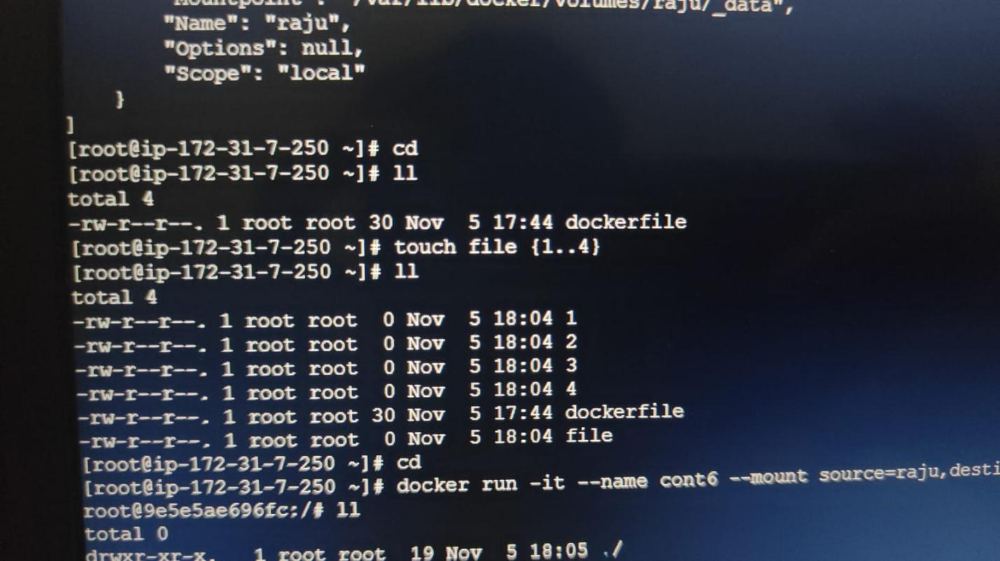 "Mountpoint": "/var/lib/docker/volumes/raju/_data",
"Name": "raju",
"Options": null,
"Scope": "local"
}
]
[root@ip-172-31-7-250 ~]# cd
[root@ip-172-31-7-250 ~]# ll
total 4
-rw-r--r--. 1 root root 30 Nov  5 17:44 dockerfile
[root@ip-172-31-7-250 ~]# touch file {1..4}
[root@ip-172-31-7-250 ~]# ll
total 4
-rw-r--r--. 1 root root  0 Nov  5 18:04 1
-rw-r--r--. 1 root root  0 Nov  5 18:04 2
-rw-r--r--. 1 root root  0 Nov  5 18:04 3
-rw-r--r--. 1 root root  0 Nov  5 18:04 4
-rw-r--r--. 1 root root 30 Nov  5 17:44 dockerfile
-rw-r--r--. 1 root root  0 Nov  5 18:04 file
[root@ip-172-31-7-250 ~]# cd
[root@ip-172-31-7-250 ~]# docker run -it --name cont6 --mount source=raju,desti
root@9e5e5ae696fc:/# ll
total 0
drwxr-xr-x.   1 root root  19 Nov  5 18:05 ./